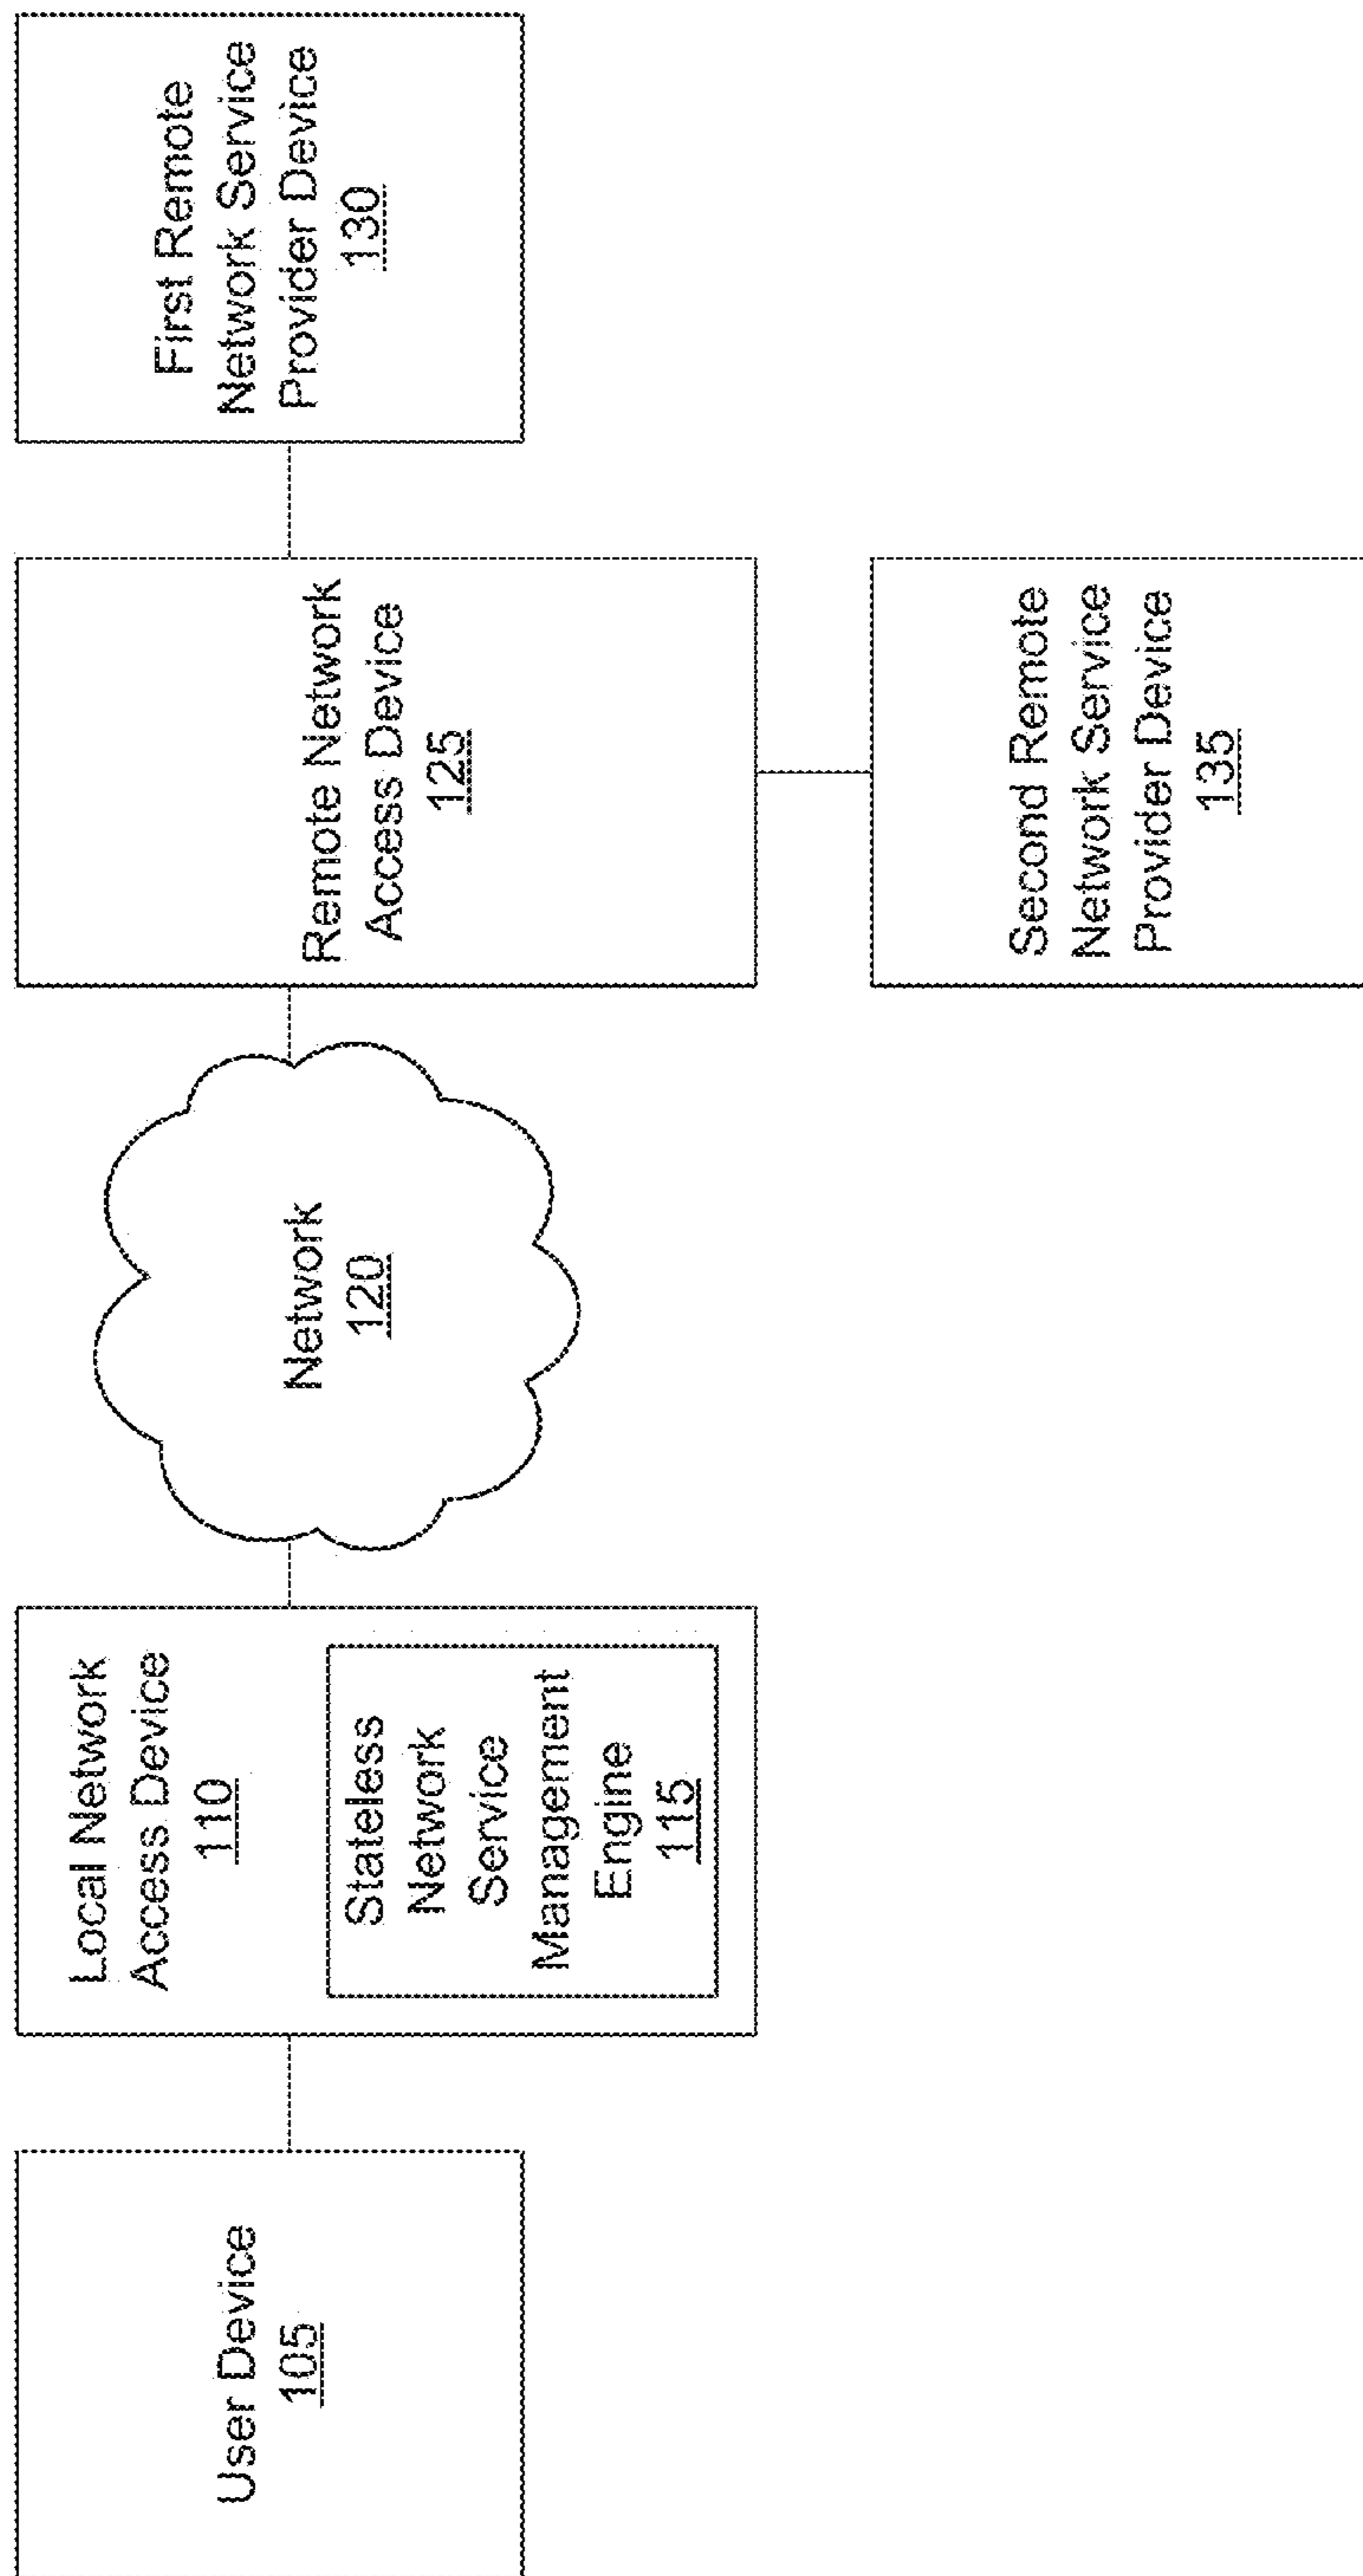 User Device
105
Local Network
Access Device
110
Stateless
Network
Service
Management
Engine
115
Network
120
Remote Network
Access Device
125
First Remote
Network Service
Provider Device
130
Second Remote
Network Service
Provider Device
135